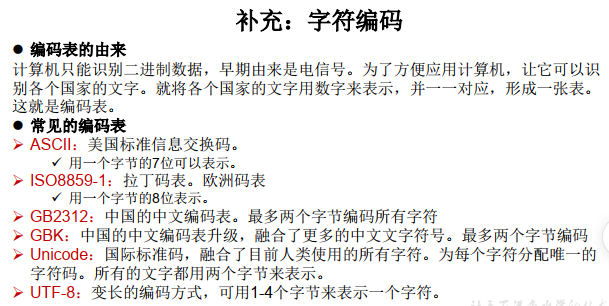 补充：字符编码
● 编码表的由来
计算机只能识别二进制数据，早期由来是电信号。为了方便应用计算机，让它可以识
别各个国家的文字。就将各个国家的文字用数字来表示，并一一对应，形成一张表。
这就是编码表。
● 常见的编码表
➢ ASCII：美国标准信息交换码。
✓ 用一个字节的7位可以表示。
➢ ISO8859-1：拉丁码表。欧洲码表
✓ 用一个字节的8位表示。
➢ GB2312：中国的中文编码表。最多两个字节编码所有字符
➢ GBK：中国的中文编码表升级，融合了更多的中文文字符号。最多两个字节编码
➢ Unicode：国际标准码，融合了目前人类使用的所有字符。为每个字符分配唯一的
字符码。所有的文字都用两个字节来表示。
➢ UTF-8：变长的编码方式，可用1-4个字节来表示一个字符。